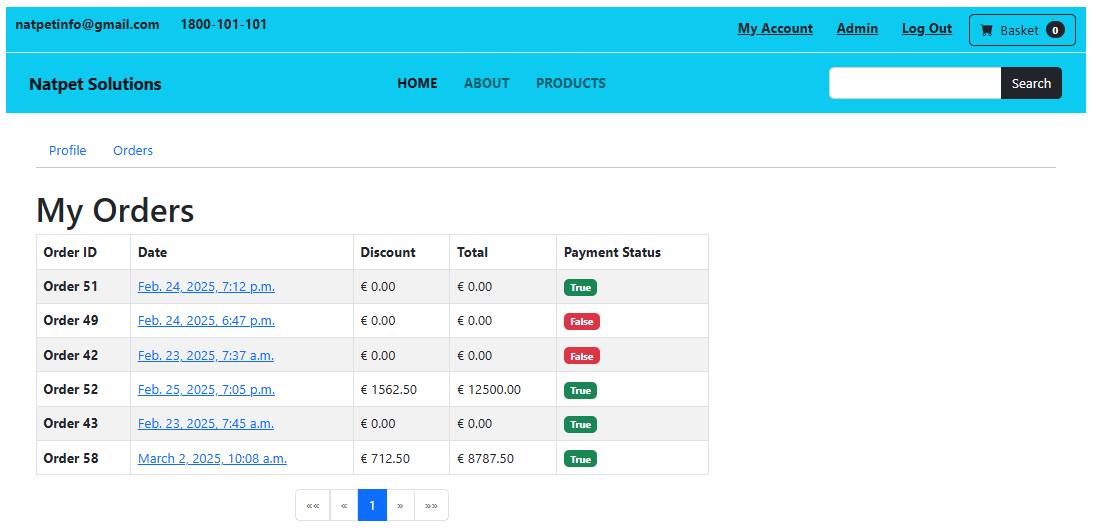 natpetinfo@gmail.com 1800-101-101 My Account Admin Log Out Basket 0
Natpet Solutions HOME ABOUT PRODUCTS Search
Profile Orders
My Orders
Order ID Date Discount Total Payment Status
Order 51 Feb. 24, 2025, 7:12 p.m. € 0.00 € 0.00 True
Order 49 Feb. 24, 2025, 6:47 p.m. € 0.00 € 0.00 False
Order 42 Feb. 23, 2025, 7:37 a.m. € 0.00 € 0.00 False
Order 52 Feb. 25, 2025, 7:05 p.m. € 1562.50 € 12500.00 True
Order 43 Feb. 23, 2025, 7:45 a.m. € 0.00 € 0.00 True
Order 58 March 2, 2025, 10:08 a.m. € 712.50 € 8787.50 True
«« « 1 » »»